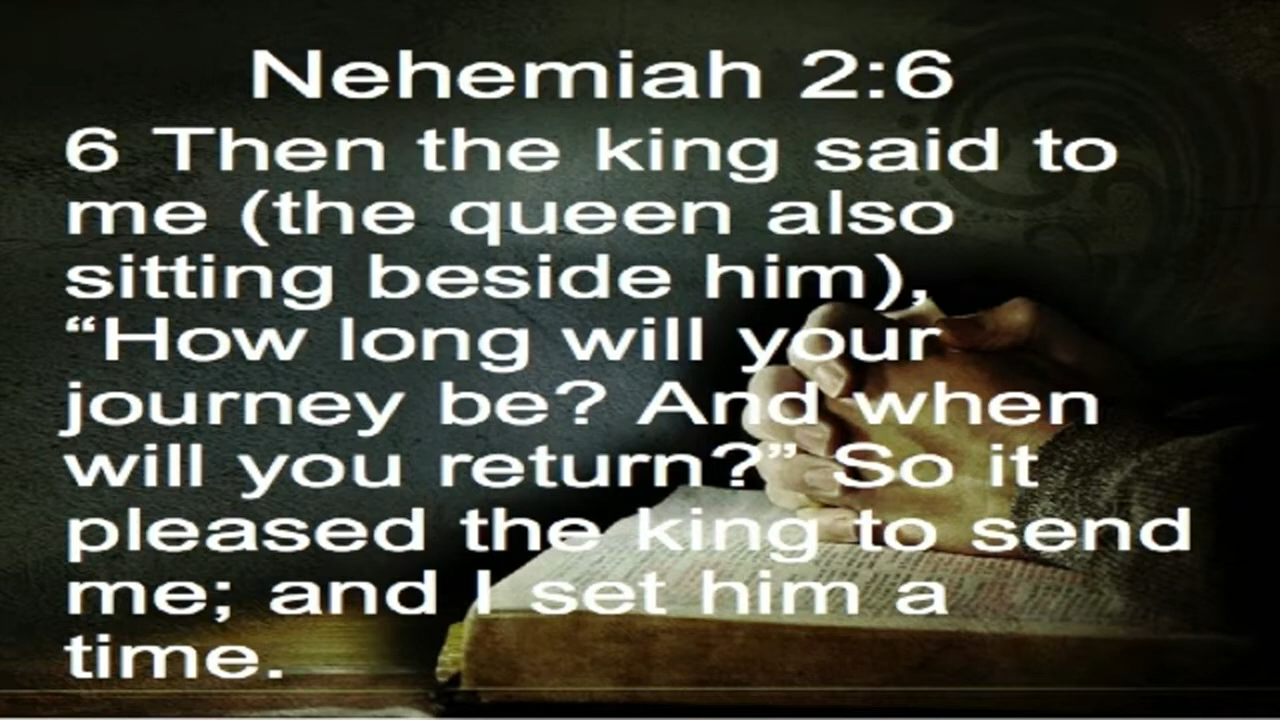 Nehemiah 2:6
6 Then the king said to
me (the queen also
sitting beside him),
“How long will your
journey be? And when
will you return?” So it
pleased the king to send
me; and I set him a
time.